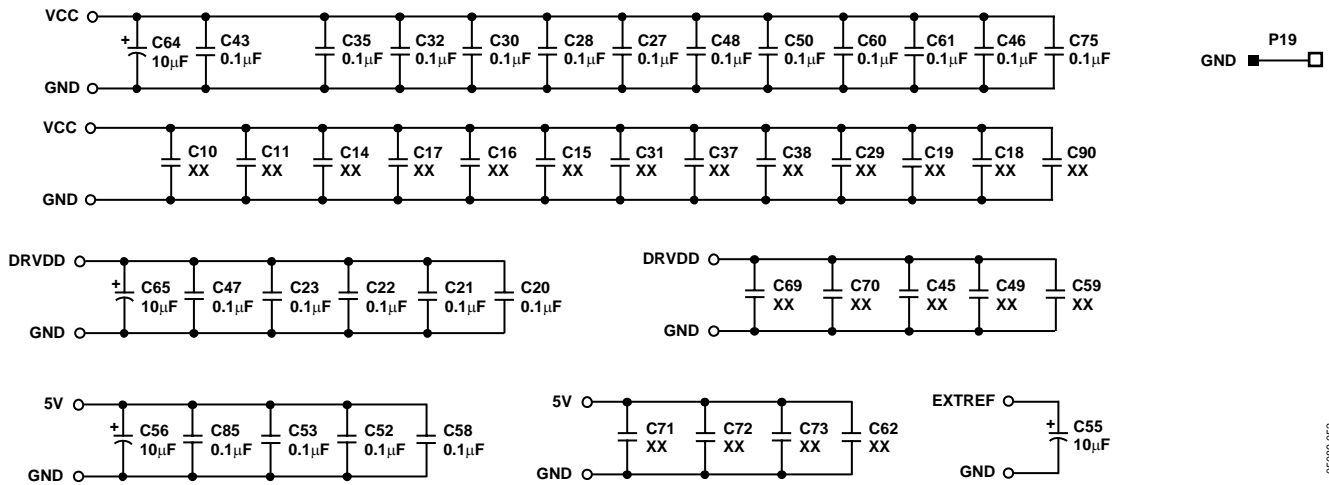 VCC
C64 C43 C35 C32 C30 C28 C27 C48 C50 C60 C61 C46 C75
+ 10μF 0.1μF 0.1μF 0.1μF 0.1μF 0.1μF 0.1μF 0.1μF 0.1μF 0.1μF 0.1μF 0.1μF 0.1μF
GND
P19
GND
VCC
C10 C11 C14 C17 C16 C15 C31 C37 C38 C29 C19 C18 C90
XX XX XX XX XX XX XX XX XX XX XX XX XX
GND
DRVDD
C65 C47 C23 C22 C21 C20
+ 10μF 0.1μF 0.1μF 0.1μF 0.1μF 0.1μF
GND
DRVDD
C69 C70 C45 C49 C59
XX XX XX XX XX
GND
5V
C56 C85 C53 C52 C58
+ 10μF 0.1μF 0.1μF 0.1μF 0.1μF
GND
5V
C71 C72 C73 C62
XX XX XX XX
GND
EXTREF
+ C55
10μF
GND